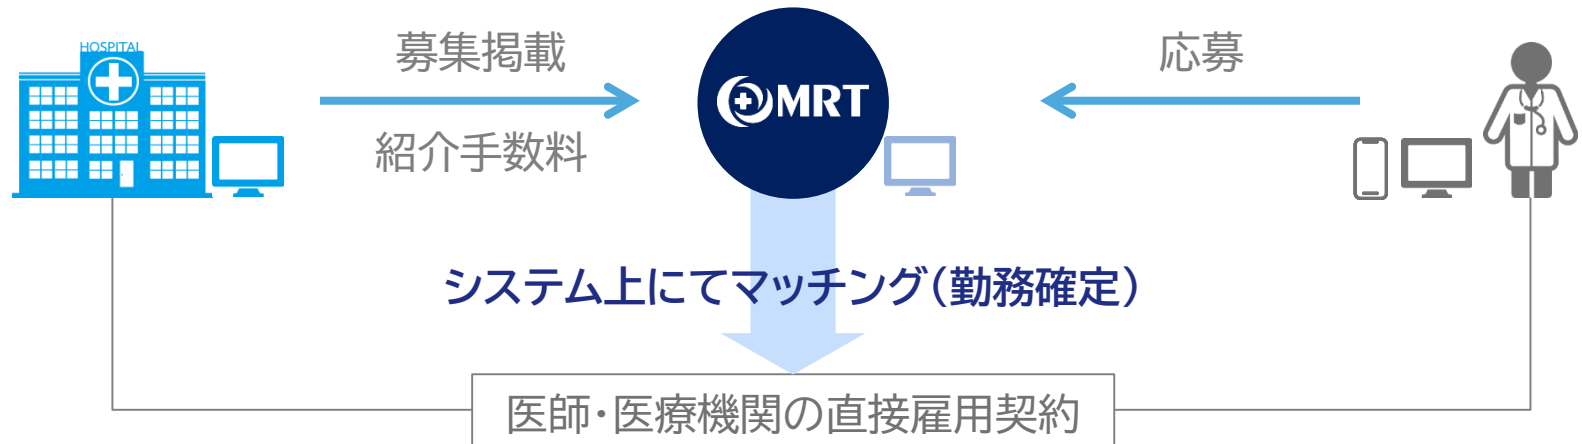 HOSPITAL
募集掲載
紹介手数料
MRT
応募
システム上にてマッチング(勤務確定)
医師・医療機関の直接雇用契約